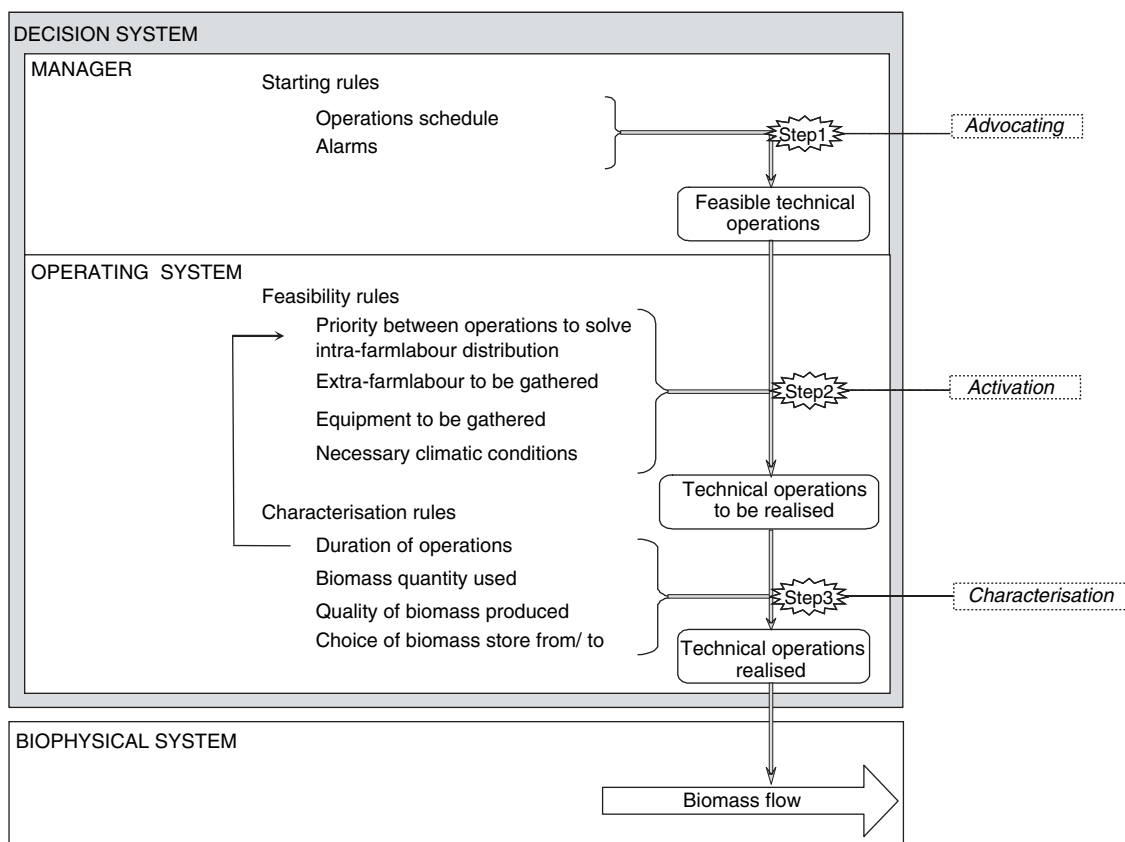 DECISION SYSTEM
MANAGER
Starting rules
Operations schedule
Alarms
Step1
Advocating
Feasible technical
operations
OPERATING SYSTEM
Feasibility rules
Priority between operations to solve
intra-farmlabour distribution
Extra-farmlabour to be gathered
Equipment to be gathered
Necessary climatic conditions
Step2
Activation
Technical operations
to be realised
Characterisation rules
Duration of operations
Biomass quantity used
Quality of biomass produced
Choice of biomass store from/ to
Step3
Characterisation
Technical operations
realised
BIOPHYSICAL SYSTEM
Biomass flow